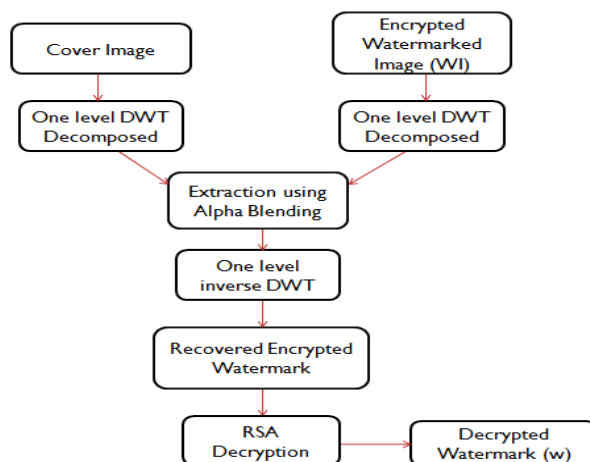 Cover Image
Encrypted
Watermarked
Image (WI)
One level DWT
Decomposed
One level DWT
Decomposed
Extraction using
Alpha Blending
One level
inverse DWT
Recovered Encrypted
Watermark
RSA
Decryption
Decrypted
Watermark (w)